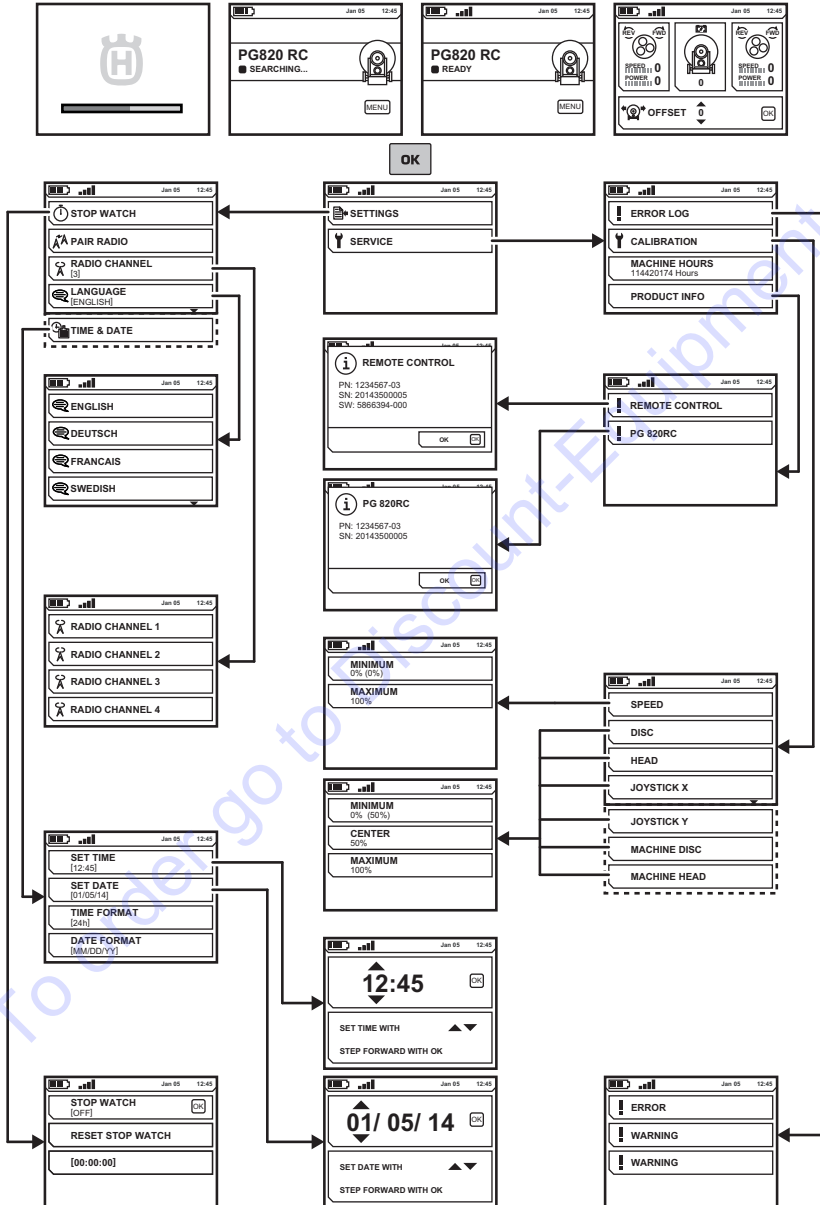 Jan 05 12:45
PG820 RC
SEARCHING...
MENU
Jan 05 12:45
PG820 RC
READY
MENU
Jan 05 12:45
REV FWD
SPEED 0
POWER 0
0
REV FWD
SPEED 0
POWER 0
OFFSET 0
OK
OK
Jan 05 12:45
STOP WATCH
PAIR RADIO
RADIO CHANNEL
[3]
LANGUAGE
[ENGLISH]
TIME & DATE
Jan 05 12:45
SETTINGS
SERVICE
Jan 05 12:45
ERROR LOG
CALIBRATION
MACHINE HOURS
114420174 Hours
PRODUCT INFO
Jan 05 12:45
ENGLISH
DEUTSCH
FRANCAIS
SWEDISH
REMOTE CONTROL
PN: 1234567-03
SN: 20143500005
SW: 5866394-000
OK OK
Jan 05 12:45
REMOTE CONTROL
PG 820RC
PG 820RC
PN: 1234567-03
SN: 20143500005
OK OK
Jan 05 12:45
RADIO CHANNEL 1
RADIO CHANNEL 2
RADIO CHANNEL 3
RADIO CHANNEL 4
Jan 05 12:45
MINIMUM
0% (0%)
MAXIMUM
100%
Jan 05 12:45
SPEED
DISC
HEAD
JOYSTICK X
JOYSTICK Y
MACHINE DISC
MACHINE HEAD
Jan 05 12:45
MINIMUM
0% (50%)
CENTER
50%
MAXIMUM
100%
Jan 05 12:45
SET TIME
[12:45]
SET DATE
[01/05/14]
TIME FORMAT
[24h]
DATE FORMAT
[MM/DD/YY]
Jan 05 12:45
12:45
OK
SET TIME WITH
STEP FORWARD WITH OK
Jan 05 12:45
STOP WATCH
[OFF]
OK
RESET STOP WATCH
[00:00:00]
Jan 05 12:45
01/ 05/ 14
OK
SET DATE WITH
STEP FORWARD WITH OK
Jan 05 12:45
ERROR
WARNING
WARNING
To order go to Discount-Equipment